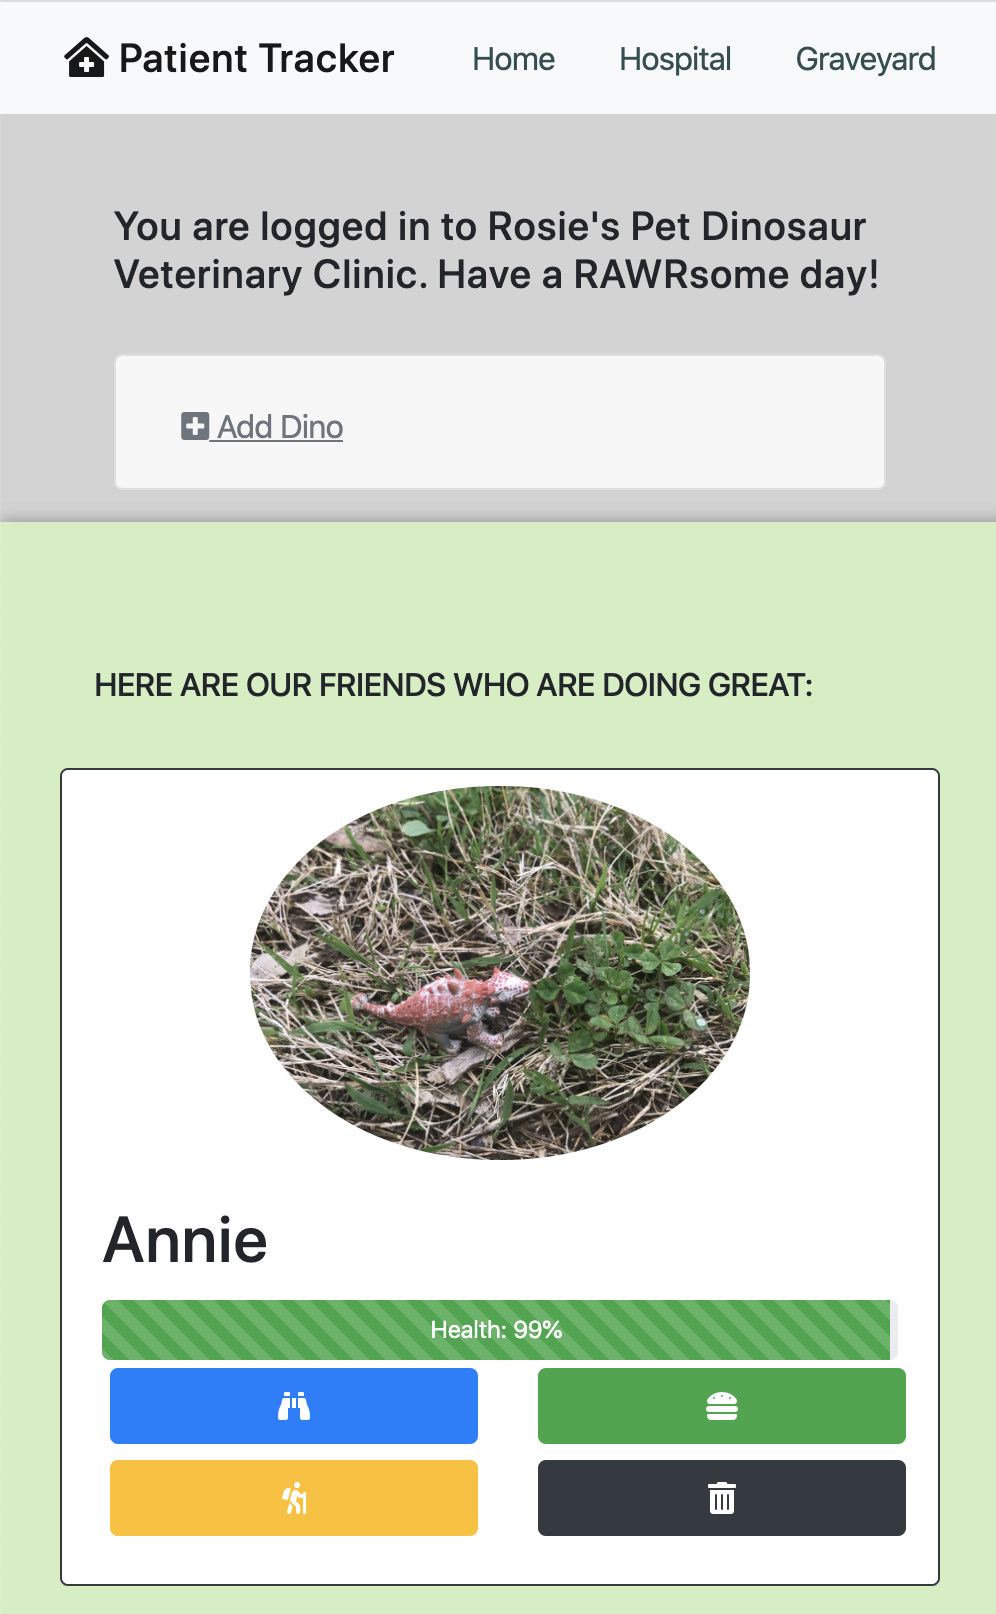 Patient Tracker Home Hospital Graveyard
You are logged in to Rosie's Pet Dinosaur
Veterinary Clinic. Have a RAWRsome day!
Add Dino
HERE ARE OUR FRIENDS WHO ARE DOING GREAT:
Annie
Health: 99%